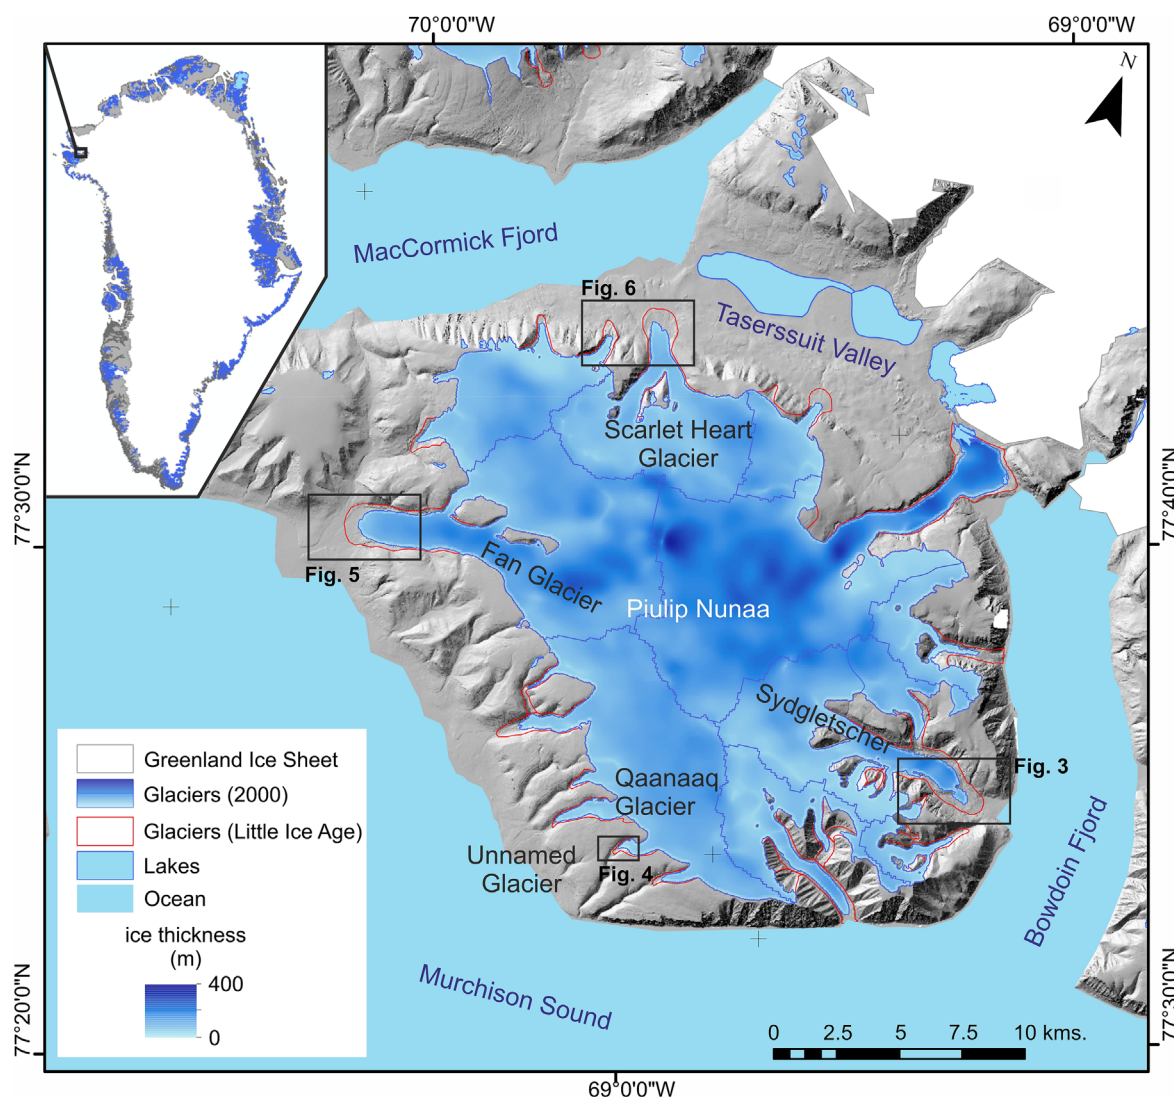 70°0'0"W
69°0'0"W
N
MacCormick Fjord
Fig. 6
Taserssuit Valley
Scarlet Heart
Glacier
77°30'0"N
77°40'0"N
Fig. 5
Fan Glacier
Piulip Nunaa
Sydgletscher
Fig. 3
Qaanaaq
Glacier
Unnamed
Glacier
Fig. 4
Bowdoin Fjord
Murchison Sound
Greenland Ice Sheet
Glaciers (2000)
Glaciers (Little Ice Age)
Lakes
Ocean
ice thickness
(m)
400
0
77°20'0"N
77°30'0"N
0 2.5 5 7.5 10 kms.
69°0'0"W